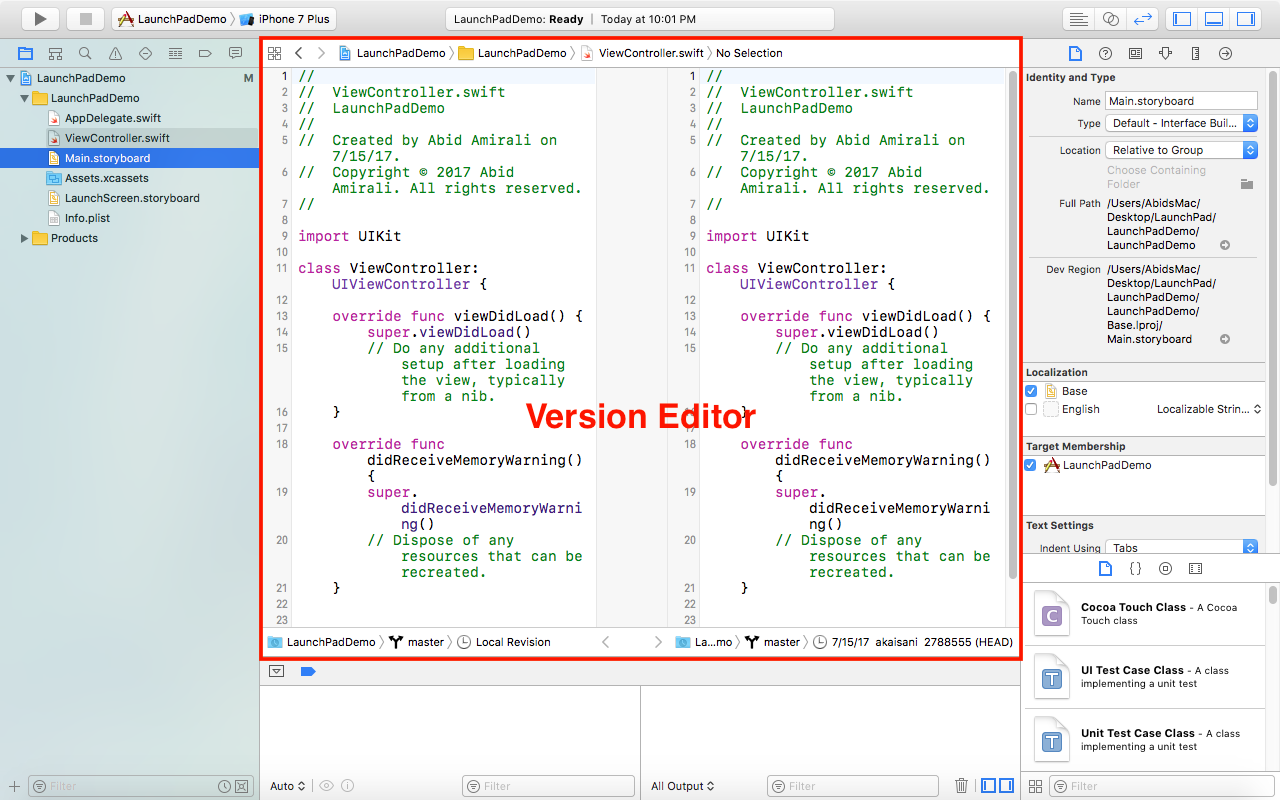 LaunchPadDemo
iPhone 7 Plus
LaunchPadDemo: Ready | Today at 10:01 PM
LaunchPadDemo
M
LaunchPadDemo
AppDelegate.swift
ViewController.swift
Main.storyboard
Assets.xcassets
LaunchScreen.storyboard
Info.plist
Products
Filter
LaunchPadDemo
LaunchPadDemo
ViewController.swift
No Selection
1 //
2 //  ViewController.swift
3 //  LaunchPadDemo
4 //
5 //  Created by Abid Amirali on
7/15/17.
6 //  Copyright © 2017 Abid
Amirali. All rights reserved.
7 //
8
9 import UIKit
10
11 class ViewController:
UIViewController {
12
13 override func viewDidLoad() {
14 super.viewDidLoad()
15 // Do any additional
setup after loading
the view, typically
from a nib.
16 }
17
18 override func
didReceiveMemoryWarning()
{
19 super.
didReceiveMemoryWarni
ng()
20 // Dispose of any
resources that can be
recreated.
21 }
22
23
1 //
2 //  ViewController.swift
3 //  LaunchPadDemo
4 //
5 //  Created by Abid Amirali on
7/15/17.
6 //  Copyright © 2017 Abid
Amirali. All rights reserved.
7 //
8
9 import UIKit
10
11 class ViewController:
UIViewController {
12
13 override func viewDidLoad() {
14 super.viewDidLoad()
15 // Do any additional
setup after loading
the view, typically
from a nib.
}
17
18 override func
didReceiveMemoryWarning()
{
19 super.
didReceiveMemoryWarni
ng()
20 // Dispose of any
resources that can be
recreated.
21 }
22
23
Version Editor
LaunchPadDemo
master
Local Revision
La...mo
master
7/15/17 akaisani 2788555 (HEAD)
Auto
Filter
All Output
Filter
Identity and Type
Name Main.storyboard
Type Default - Interface Buil...
Location Relative to Group
Choose Containing
Folder
Full Path /Users/AbidsMac/
Desktop/LaunchPad/
LaunchPadDemo/
LaunchPadDemo
Dev Region /Users/AbidsMac/
Desktop/LaunchPad/
LaunchPadDemo/
LaunchPadDemo/
Base.lproj/
Main.storyboard
Localization
Base
English Localizable Strin...
Target Membership
LaunchPadDemo
Text Settings
Indent Using Tabs
{}
C
Cocoa Touch Class - A Cocoa
Touch class
T
UI Test Case Class - A class
implementing a unit test
T
Unit Test Case Class - A class
implementing a unit test
Filter